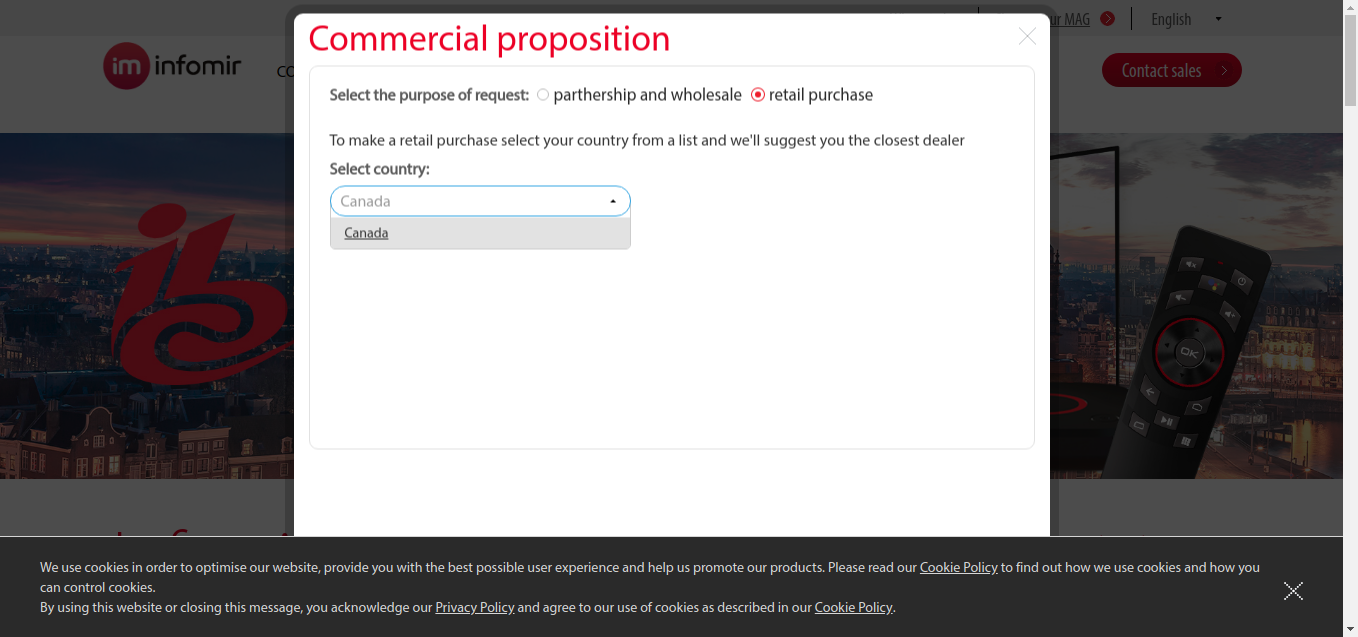 ur MAG
English
Commercial proposition
im infomir
CO
Contact sales
Select the purpose of request: parthership and wholesale retail purchase
To make a retail purchase select your country from a list and we'll suggest you the closest dealer
Select country:
Canada
Canada
OK
We use cookies in order to optimise our website, provide you with the best possible user experience and help us promote our products. Please read our Cookie Policy to find out how we use cookies and how you
can control cookies.
By using this website or closing this message, you acknowledge our Privacy Policy and agree to our use of cookies as described in our Cookie Policy.